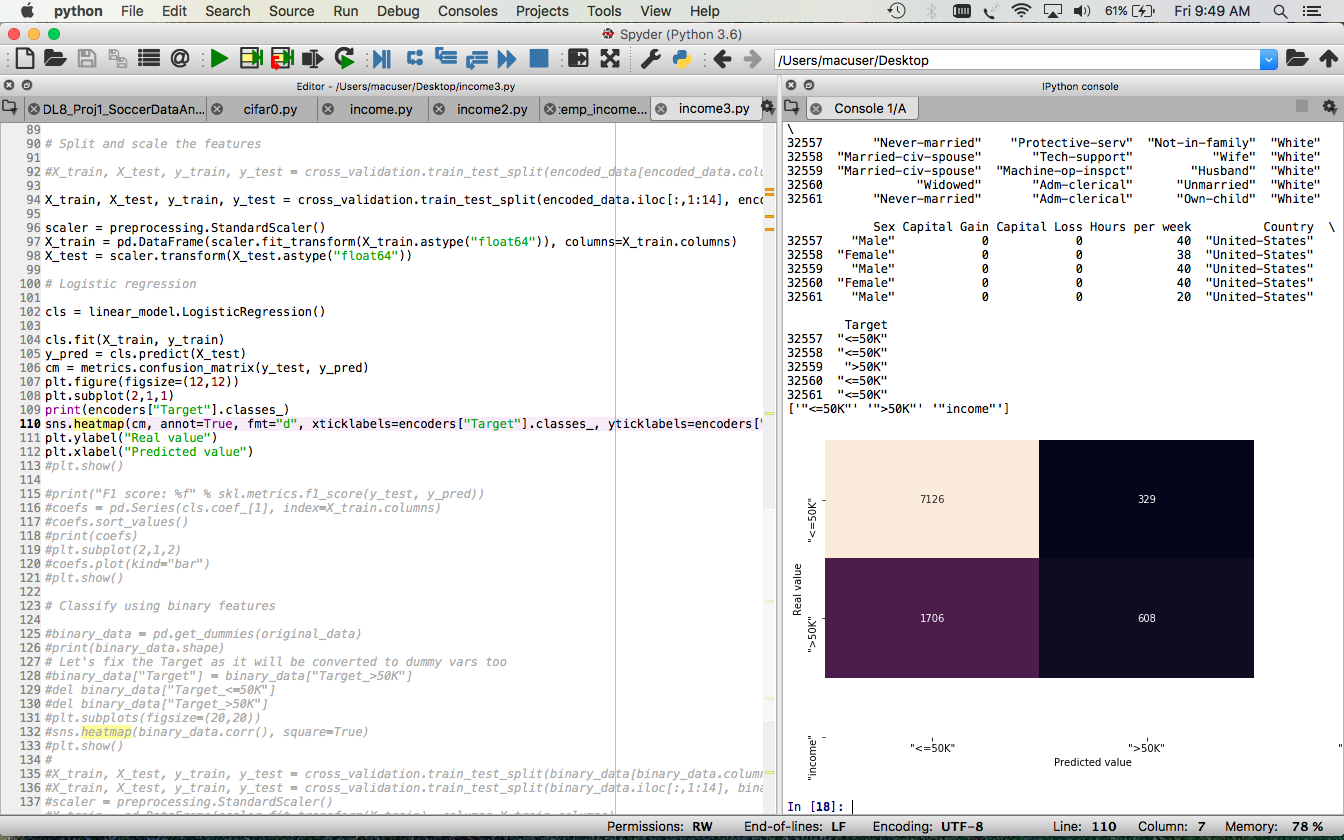 python File Edit Search Source Run Debug Consoles Projects Tools View Help 61% Fri 9:49 AM
Spyder (Python 3.6)
/Users/macuser/Desktop
Editor - /Users/macuser/Desktop/income3.py
DL8_Proj1_SoccerDataAn... cifar0.py income.py income2.py temp_income... income3.py
89
90 # Split and scale the features
91
92 #X_train, X_test, y_train, y_test = cross_validation.train_test_split(encoded_data[encoded_data.colu
93
94 X_train, X_test, y_train, y_test = cross_validation.train_test_split(encoded_data.iloc[:,1:14], enco
95
96 scaler = preprocessing.StandardScaler()
97 X_train = pd.DataFrame(scaler.fit_transform(X_train.astype("float64")), columns=X_train.columns)
98 X_test = scaler.transform(X_test.astype("float64"))
99
100 # Logistic regression
101
102 cls = linear_model.LogisticRegression()
103
104 cls.fit(X_train, y_train)
105 y_pred = cls.predict(X_test)
106 cm = metrics.confusion_matrix(y_test, y_pred)
107 plt.figure(figsize=(12,12))
108 plt.subplot(2,1,1)
109 print(encoders["Target"].classes_)
110 sns.heatmap(cm, annot=True, fmt="d", xticklabels=encoders["Target"].classes_, yticklabels=encoders["
111 plt.ylabel("Real value")
112 plt.xlabel("Predicted value")
113 #plt.show()
114
115 #print("F1 score: %f" % skl.metrics.f1_score(y_test, y_pred))
116 #coefs = pd.Series(cls.coef_[1], index=X_train.columns)
117 #coefs.sort_values()
118 #print(coefs)
119 #plt.subplot(2,1,2)
120 #coefs.plot(kind="bar")
121 #plt.show()
122
123 # Classify using binary features
124
125 #binary_data = pd.get_dummies(original_data)
126 #print(binary_data.shape)
127 # Let's fix the Target as it will be converted to dummy vars too
128 #binary_data["Target"] = binary_data["Target_>50K"]
129 #del binary_data["Target_<=50K"]
130 #del binary_data["Target_>50K"]
131 #plt.subplots(figsize=(20,20))
132 #sns.heatmap(binary_data.corr(), square=True)
133 #plt.show()
134 #
135 #X_train, X_test, y_train, y_test = cross_validation.train_test_split(binary_data[binary_data.column
136 #X_train, X_test, y_train, y_test = cross_validation.train_test_split(binary_data.iloc[:,1:14], bina
137 #scaler = preprocessing.StandardScaler()
IPython console
Console 1/A
\
32557 "Never-married" "Protective-serv" "Not-in-family" "White"
32558 "Married-civ-spouse" "Tech-support" "Wife" "White"
32559 "Married-civ-spouse" "Machine-op-inspct" "Husband" "White"
32560 "Widowed" "Adm-clerical" "Unmarried" "White"
32561 "Never-married" "Adm-clerical" "Own-child" "White"
Sex Capital Gain Capital Loss Hours per week Country \
32557 "Male" 0 0 40 "United-States"
32558 "Female" 0 0 38 "United-States"
32559 "Male" 0 0 40 "United-States"
32560 "Female" 0 0 40 "United-States"
32561 "Male" 0 0 20 "United-States"
Target
32557 "<=50K"
32558 "<=50K"
32559 ">50K"
32560 "<=50K"
32561 "<=50K"
['"<=50K"' '">50K"' '"income"']
7126 329
"<=50K"
Real value
1706 608
">50K"
"income"
"<=50K" ">50K"
Predicted value
In [18]:
Permissions: RW End-of-lines: LF Encoding: UTF-8 Line: 110 Column: 7 Memory: 78 %